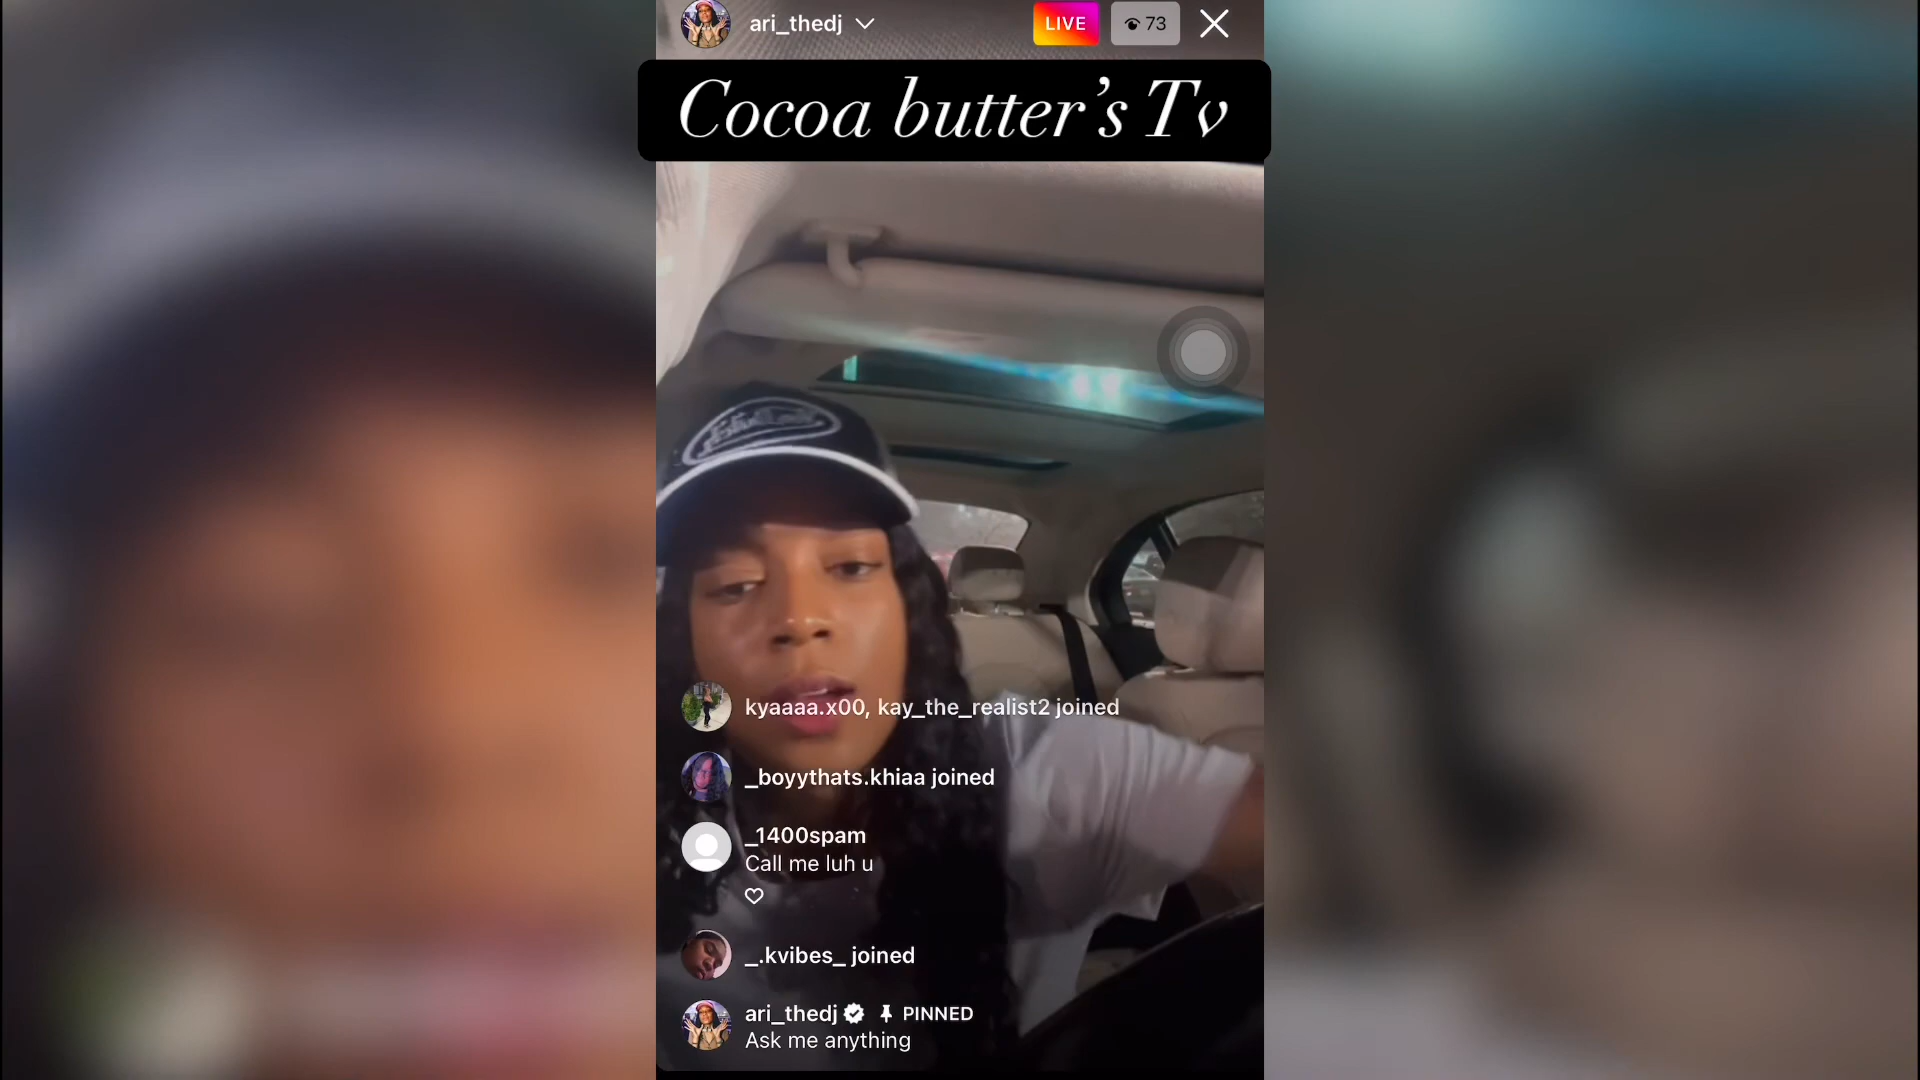 ari_thedj
LIVE
73
Cocoa butter’s Tv
kyaaaa.x00, kay_the_realist2 joined
_boyythats.khiaa joined
_1400spam
Call me luh u
_.kvibes_ joined
ari_thedj PINNED
Ask me anything